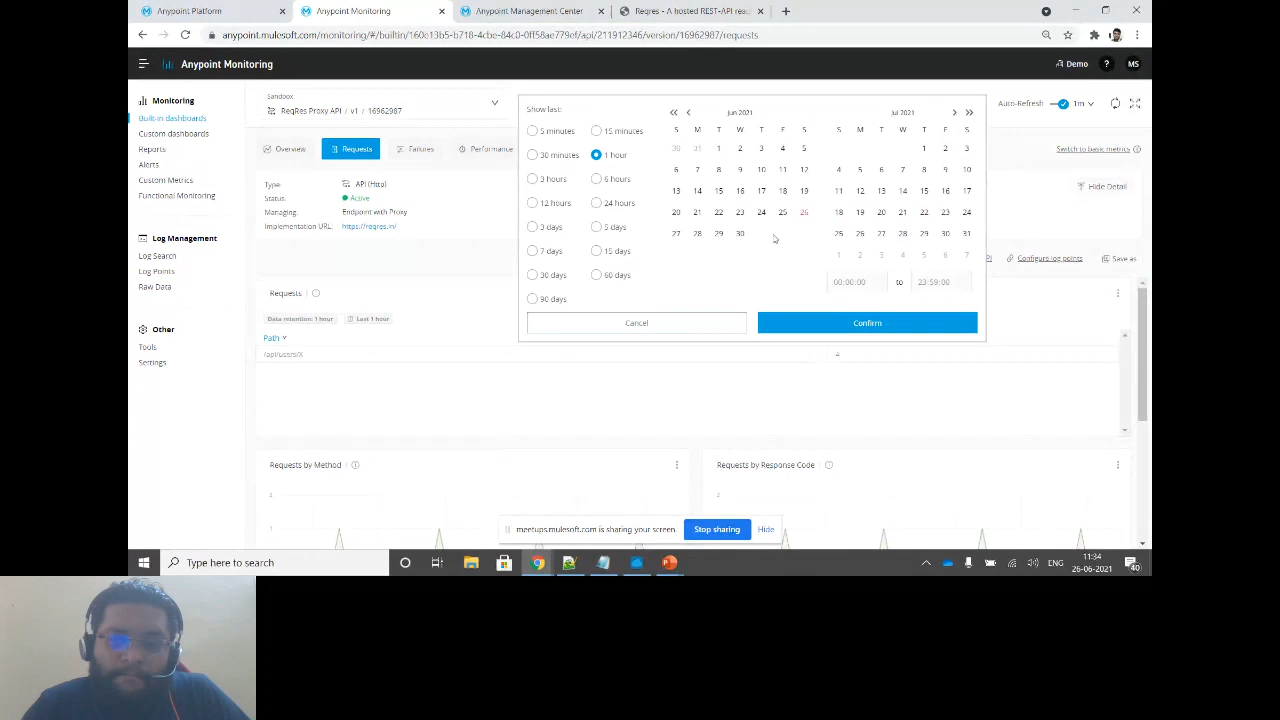 Anypoint Platform
Anypoint Monitoring
Anypoint Management Center
Reqres - A hosted REST-API read
anypoint.mulesoft.com/monitoring/#/builtin/160e13b5-b718-4cbe-84c0-0ff58ae779ef/api/211912346/version/16962987/requests
Anypoint Monitoring
Demo
?
MS
Monitoring
Built-in dashboards
Custom dashboards
Reports
Alerts
Custom Metrics
Functional Monitoring
Log Management
Log Search
Log Points
Raw Data
Other
Tools
Settings
Sandbox
ReqRes Proxy API / v1 / 16962987
Auto-Refresh 1m
Overview
Requests
Failures
Performance
Switch to basic metrics
Type: API (Http)
Status: Active
Managing: Endpoint with Proxy
Implementation URL: https://reqres.in/
Hide Detail
Configure log points
Save as
Show last:
5 minutes 15 minutes
30 minutes 1 hour
3 hours 6 hours
12 hours 24 hours
3 days 5 days
7 days 15 days
30 days 60 days
90 days
Jun 2021
S M T W T F S
30 31 1 2 3 4 5
6 7 8 9 10 11 12
13 14 15 16 17 18 19
20 21 22 23 24 25 26
27 28 29 30
Jul 2021
S M T W T F S
1 2 3
4 5 6 7 8 9 10
11 12 13 14 15 16 17
18 19 20 21 22 23 24
25 26 27 28 29 30 31
1 2 3 4 5 6 7
00:00:00 to 23:59:00
Cancel
Confirm
Requests
Data retention: 1 hour
Last 1 hour
Path
/api/users/X 4
Requests by Method
2
1
Requests by Response Code
2
1
meetups.mulesoft.com is sharing your screen.
Stop sharing
Hide
Type here to search
ENG
11:34
26-06-2021
40